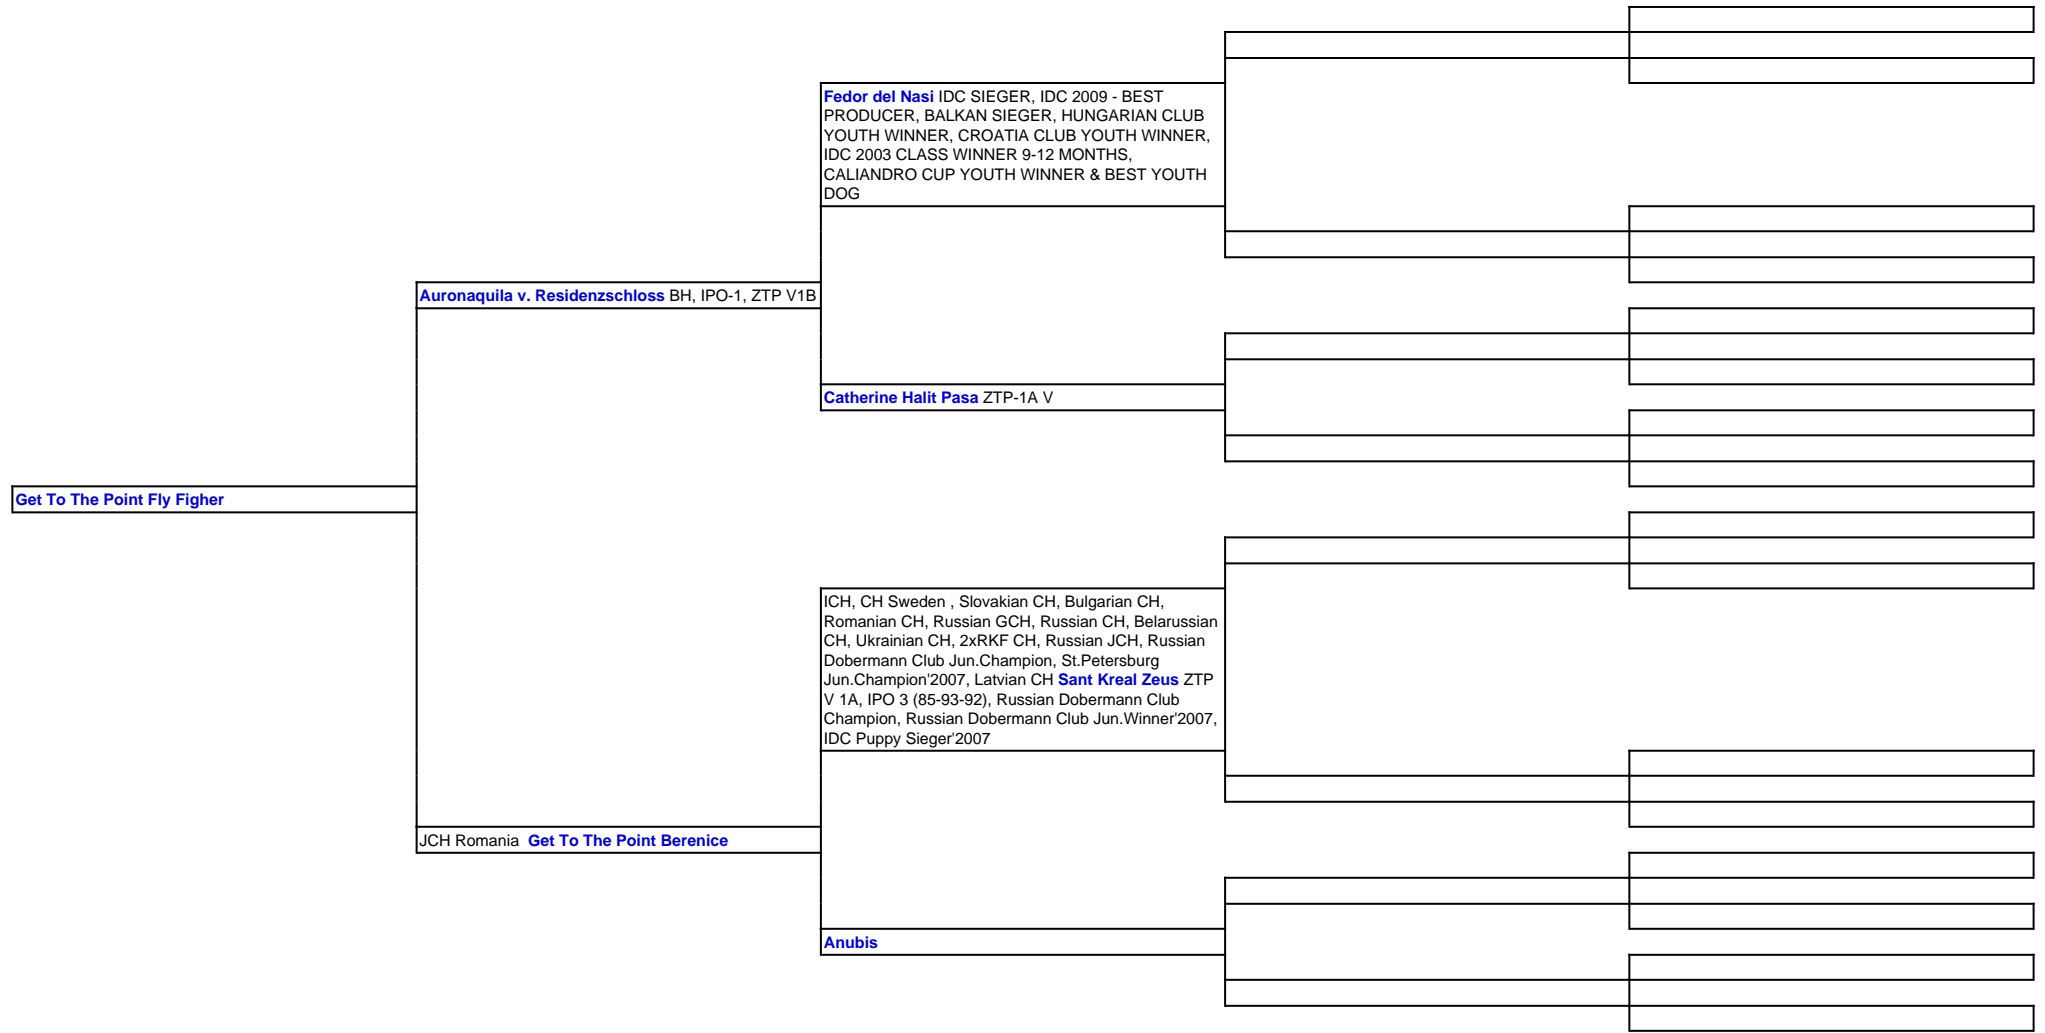 Fedor del Nasi IDC SIEGER, IDC 2009 - BEST
PRODUCER, BALKAN SIEGER, HUNGARIAN CLUB
YOUTH WINNER, CROATIA CLUB YOUTH WINNER,
IDC 2003 CLASS WINNER 9-12 MONTHS,
CALIANDRO CUP YOUTH WINNER & BEST YOUTH
DOG
Auronaquila v. Residenzschloss BH, IPO-1, ZTP V1B
Catherine Halit Pasa ZTP-1A V
Get To The Point Fly Figher
ICH, CH Sweden , Slovakian CH, Bulgarian CH,
Romanian CH, Russian GCH, Russian CH, Belarussian
CH, Ukrainian CH, 2xRKF CH, Russian JCH, Russian
Dobermann Club Jun.Champion, St.Petersburg
Jun.Champion'2007, Latvian CH Sant Kreal Zeus ZTP
V 1A, IPO 3 (85-93-92), Russian Dobermann Club
Champion, Russian Dobermann Club Jun.Winner'2007,
IDC Puppy Sieger'2007
JCH Romania  Get To The Point Berenice
Anubis